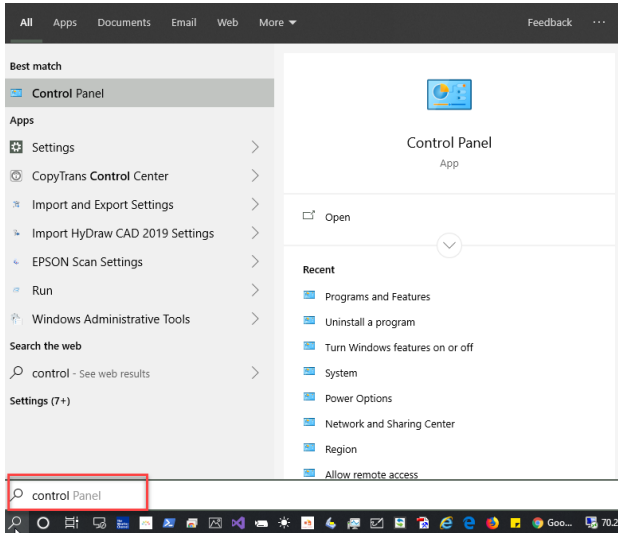 All Apps Documents Email Web More Feedback ...
Best match
Control Panel
Apps
Settings
CopyTrans Control Center
Import and Export Settings
Import HyDraw CAD 2019 Settings
EPSON Scan Settings
Run
Windows Administrative Tools
Search the web
control - See web results
Settings (7+)
Control Panel
App
Open
Recent
Programs and Features
Uninstall a program
Turn Windows features on or off
System
Power Options
Network and Sharing Center
Region
Allow remote access
control Panel
Goo... 70.2